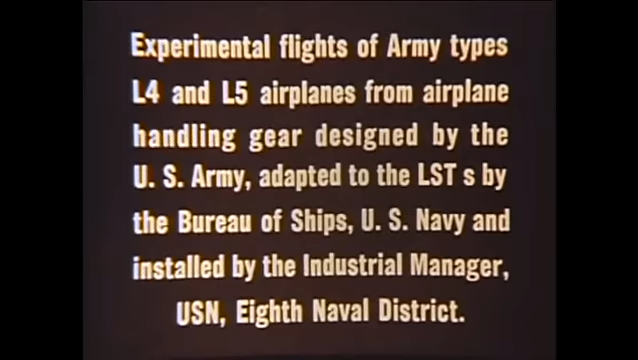 Experimental flights of Army types
L4 and L5 airplanes from airplane
handling gear designed by the
U. S. Army, adapted to the LST s by
the Bureau of Ships, U. S. Navy and
installed by the Industrial Manager,
USN, Eighth Naval District.